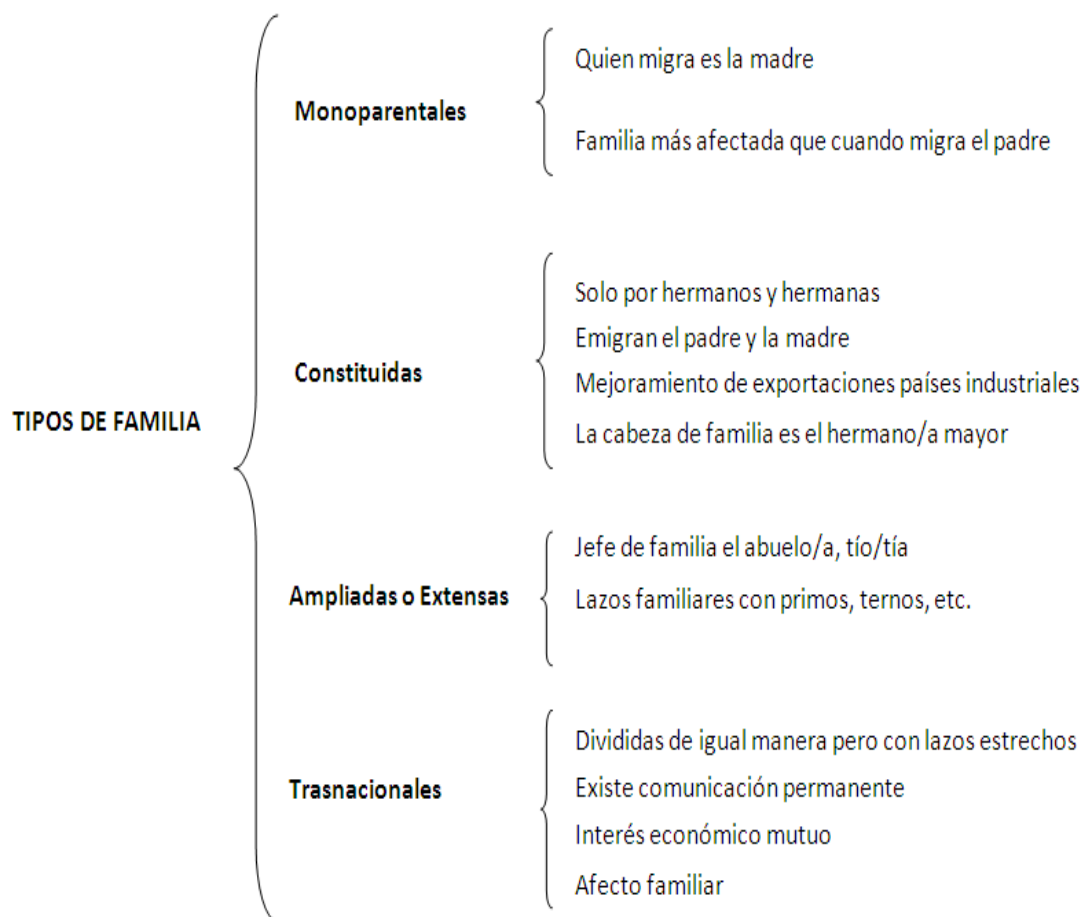 TIPOS DE FAMILIA
Monoparentales
Quien migra es la madre
Familia más afectada que cuando migra el padre
Constituidas
Solo por hermanos y hermanas
Emigran el padre y la madre
Mejoramiento de exportaciones países industriales
La cabeza de familia es el hermano/a mayor
Ampliadas o Extensas
Jefe de familia el abuelo/a, tío/tía
Lazos familiares con primos, ternos, etc.
Trasnacionales
Divididas de igual manera pero con lazos estrechos
Existe comunicación permanente
Interés económico mutuo
Afecto familiar